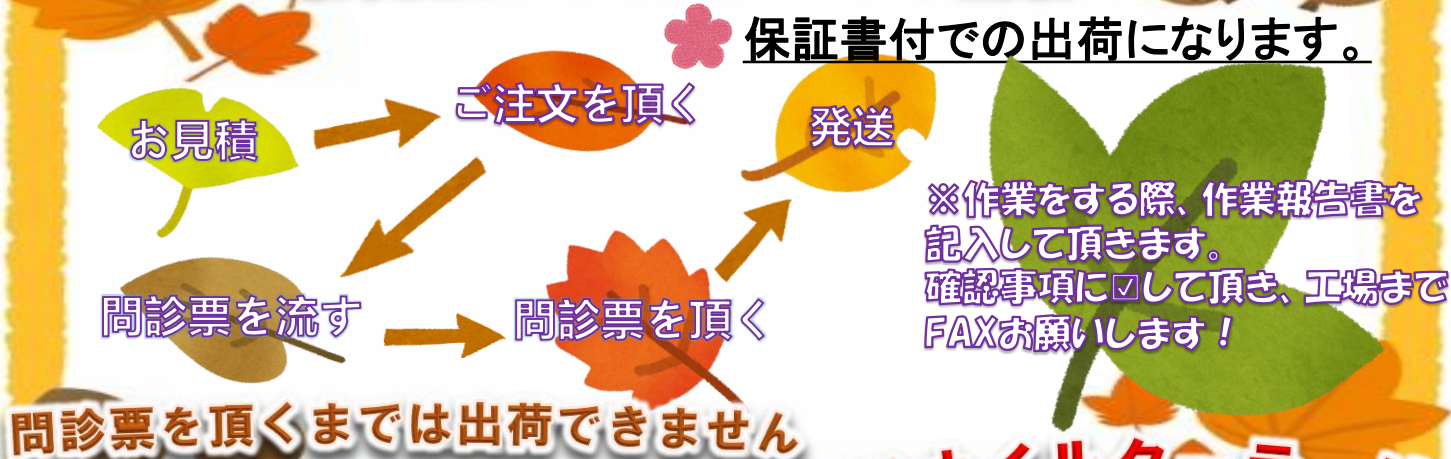 保証書付での出荷になります。
お見積
ご注文を頂く
問診票を流す
問診票を頂く
発送
※作業をする際、作業報告書を
記入して頂きます。
確認事項に☑して頂き、工場まで
FAXお願いします！
問診票を頂くまでは出荷できません